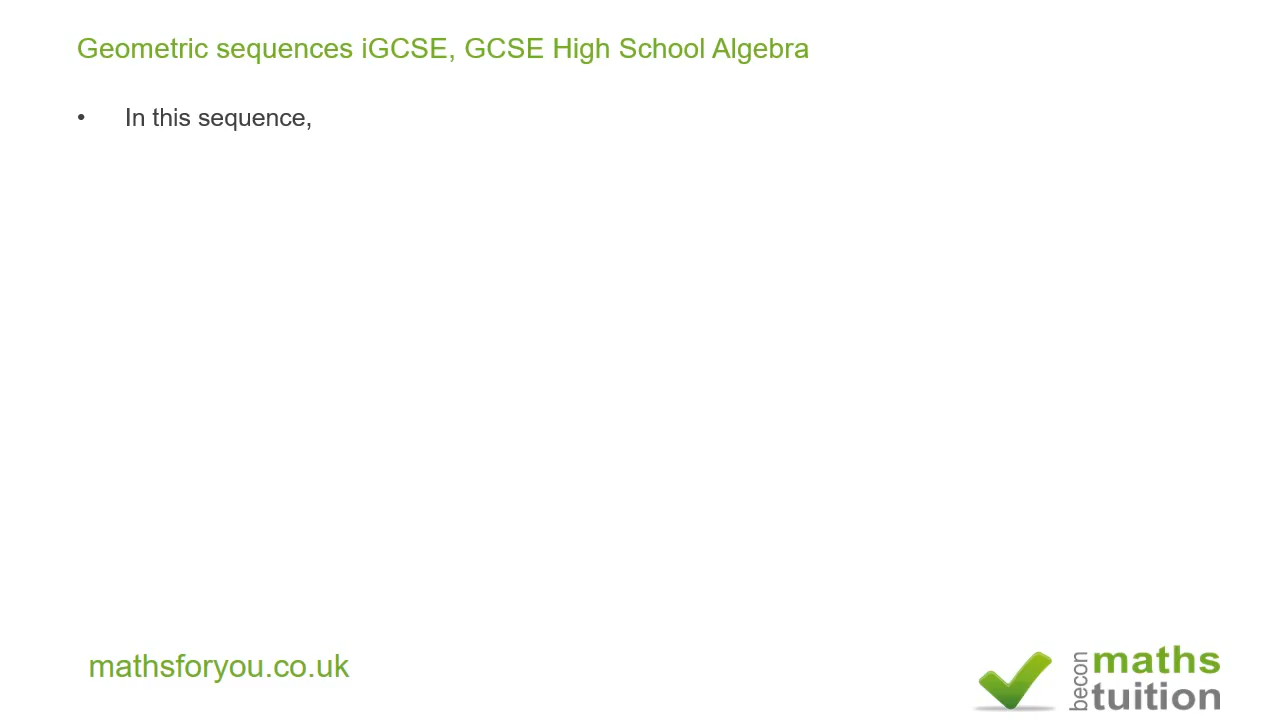 Geometric sequences iGCSE, GCSE High School Algebra
• In this sequence,
mathsforyou.co.uk
becon
maths
tuition